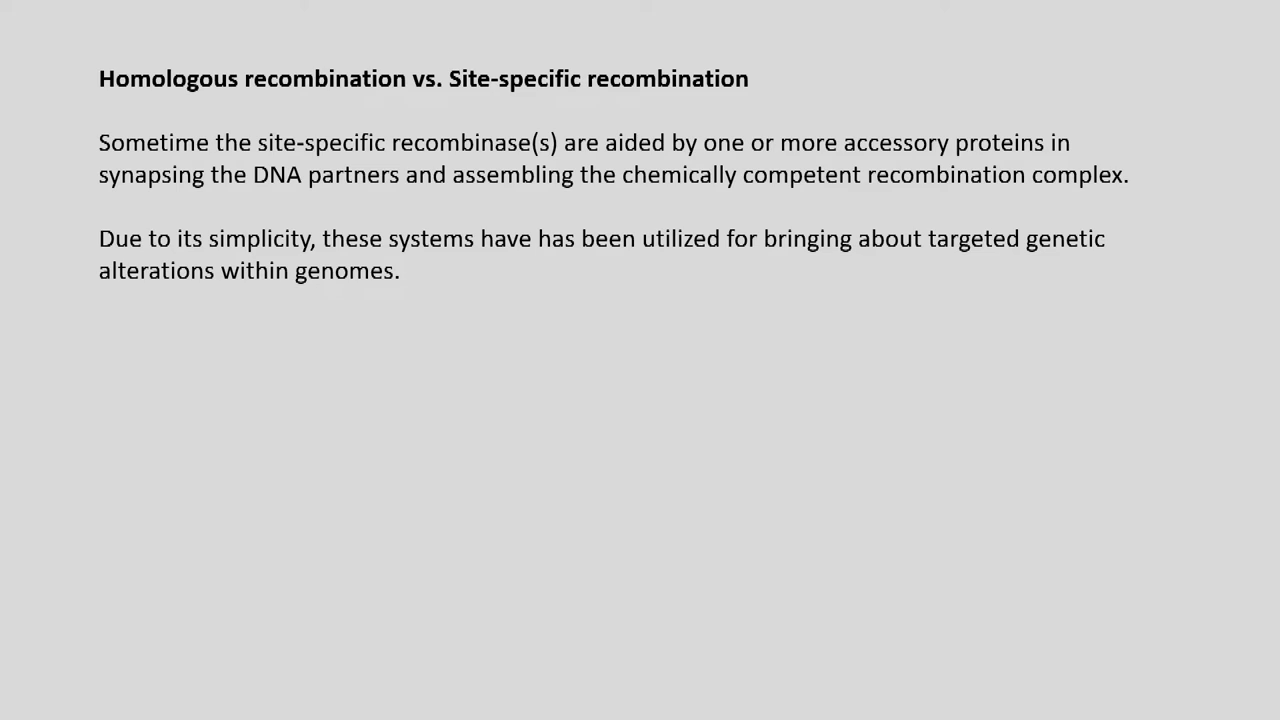 Homologous recombination vs. Site-specific recombination
Sometime the site-specific recombinase(s) are aided by one or more accessory proteins in
synapsing the DNA partners and assembling the chemically competent recombination complex.
Due to its simplicity, these systems have has been utilized for bringing about targeted genetic
alterations within genomes.